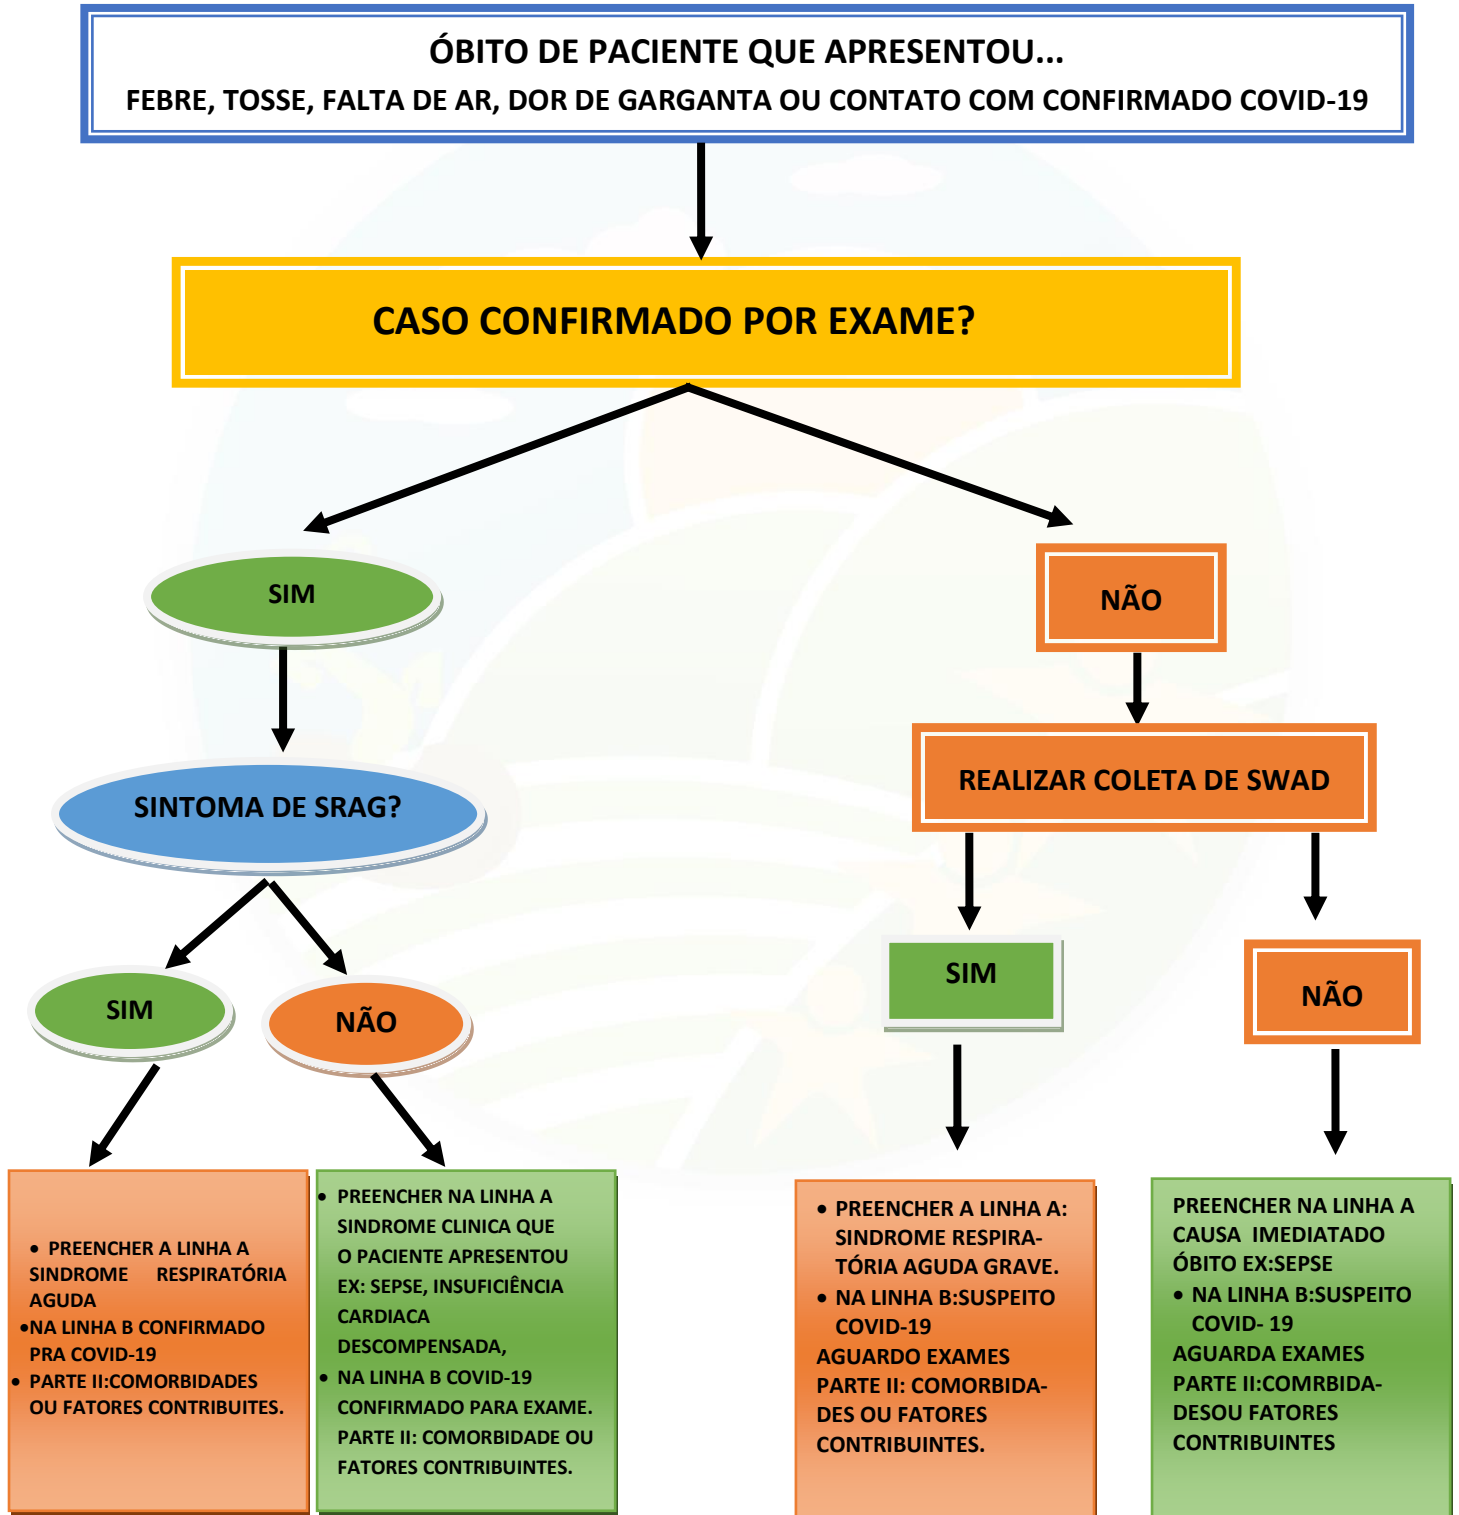 ÓBITO DE PACIENTE QUE APRESENTOU...
FEBRE, TOSSE, FALTA DE AR, DOR DE GARGANTA OU CONTATO COM CONFIRMADO COVID-19
CASO CONFIRMADO POR EXAME?
SIM
NÃO
SINTOMA DE SRAG?
REALIZAR COLETA DE SWAD
SIM
NÃO
SIM
NÃO
• PREENCHER A LINHA A
SINDROME RESPIRATÓRIA
AGUDA
•NA LINHA B CONFIRMADO
PRA COVID-19
• PARTE II:COMORBIDADES
OU FATORES CONTRIBUITES.
• PREENCHER NA LINHA A
SINDROME CLINICA QUE
O PACIENTE APRESENTOU
EX: SEPSE, INSUFICIÊNCIA
CARDIACA
DESCOMPENSADA,
• NA LINHA B COVID-19
CONFIRMADO PARA EXAME.
PARTE II: COMORBIDADE OU
FATORES CONTRIBUINTES.
• PREENCHER A LINHA A:
SINDROME RESPIRA-
TÓRIA AGUDA GRAVE.
• NA LINHA B:SUSPEITO
COVID-19
AGUARDO EXAMES
PARTE II: COMORBIDA-
DES OU FATORES
CONTRIBUINTES.
PREENCHER NA LINHA A
CAUSA IMEDIATADO
ÓBITO EX:SEPSE
• NA LINHA B:SUSPEITO
COVID- 19
AGUARDA EXAMES
PARTE II:COMRBIDA-
DESOU FATORES
CONTRIBUINTES